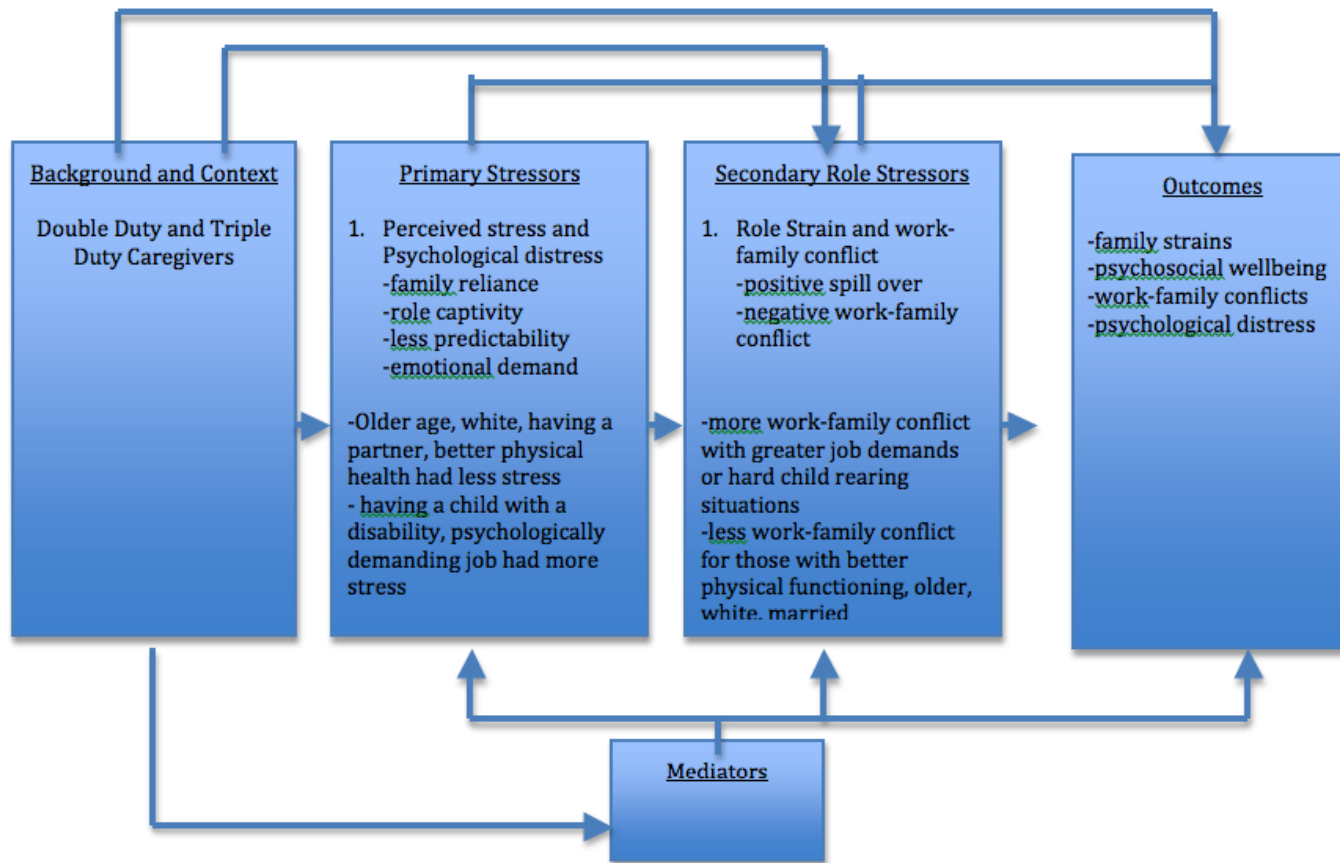 Background and Context
Double Duty and Triple
Duty Caregivers
Primary Stressors
1. Perceived stress and
Psychological distress
-family reliance
-role captivity
-less predictability
-emotional demand
-Older age, white, having a
partner, better physical
health had less stress
- having a child with a
disability, psychologically
demanding job had more
stress
Secondary Role Stressors
1. Role Strain and work-
family conflict
-positive spill over
-negative work-family
conflict
-more work-family conflict
with greater job demands
or hard child rearing
situations
-less work-family conflict
for those with better
physical functioning, older,
white, married
Outcomes
-family strains
-psychosocial wellbeing
-work-family conflicts
-psychological distress
Mediators